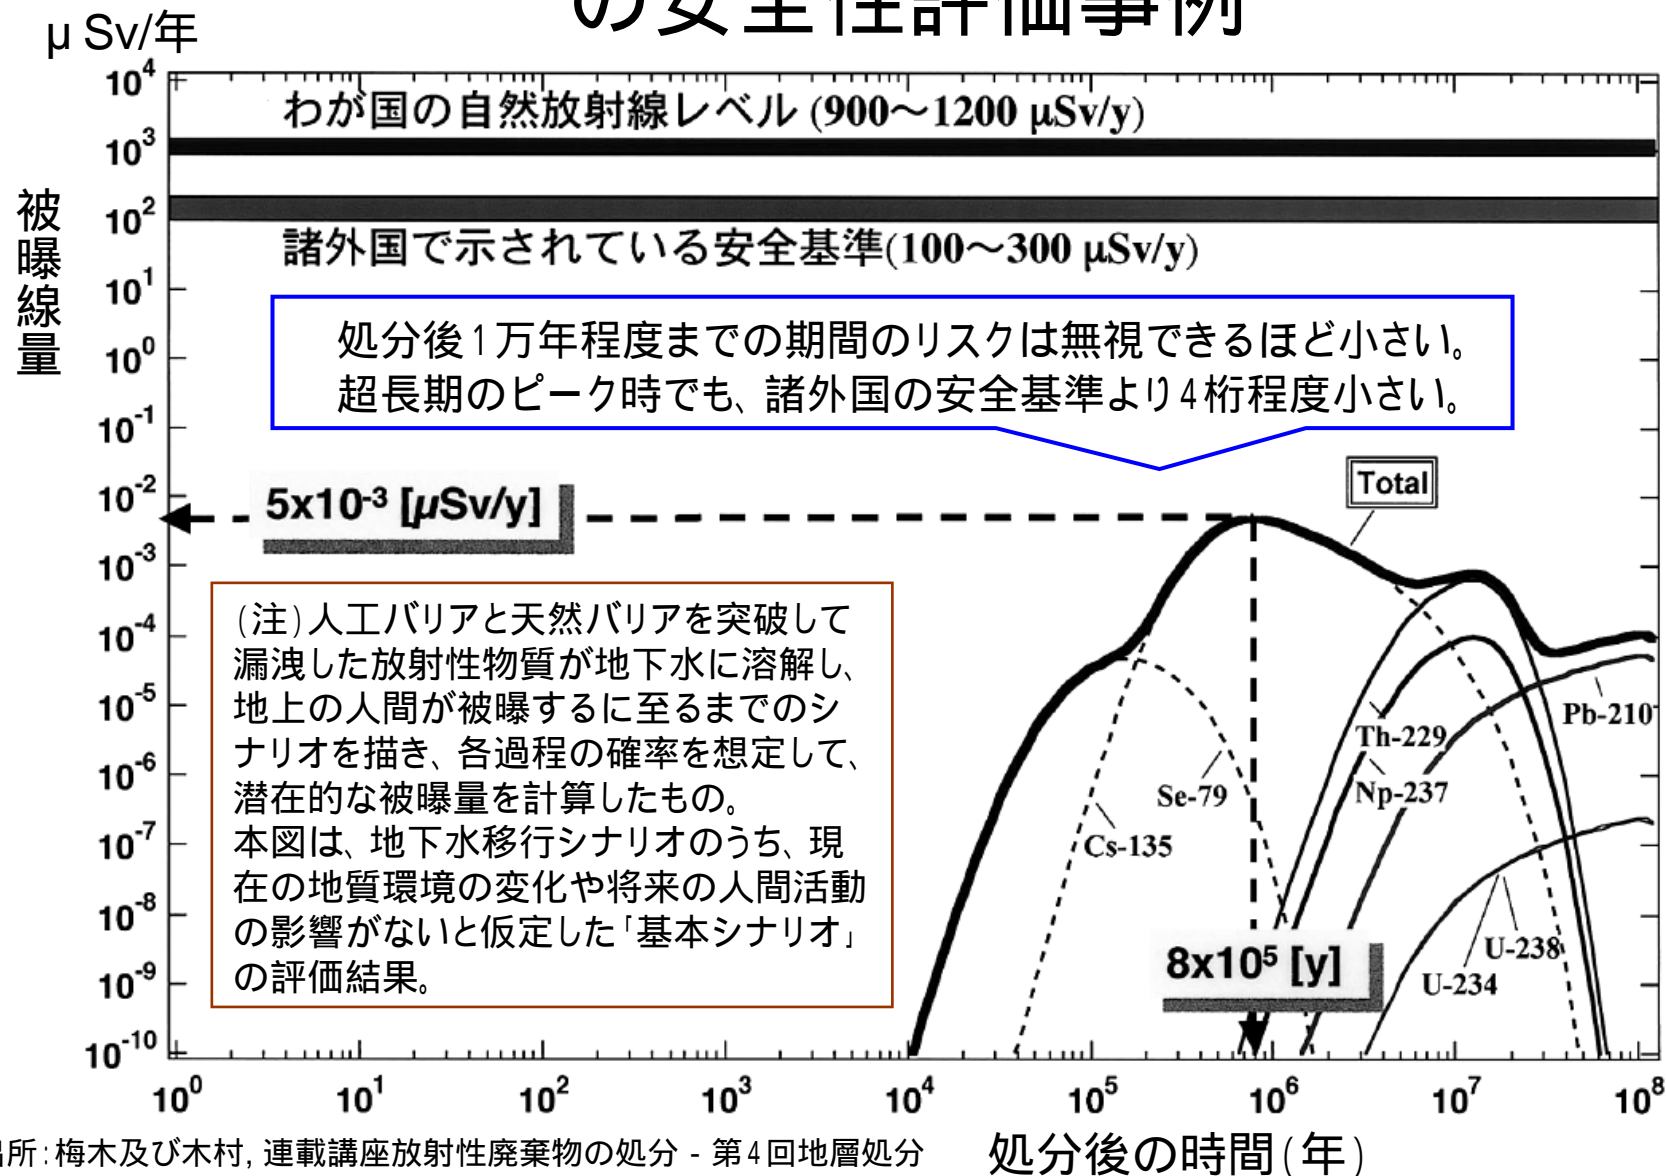 の安全性評価事例
μ Sv/年
10⁴
10³
10²
10¹
10⁰
10⁻¹
10⁻²
10⁻³
10⁻⁴
10⁻⁵
10⁻⁶
10⁻⁷
10⁻⁸
10⁻⁹
10⁻¹⁰
被曝線量
わが国の自然放射線レベル (900～1200 μSv/y)
諸外国で示されている安全基準(100～300 μSv/y)
処分後1万年程度までの期間のリスクは無視できるほど小さい。
超長期のピーク時でも、諸外国の安全基準より4桁程度小さい。
5x10⁻³ [μSv/y]
Total
(注)人工バリアと天然バリアを突破して
漏洩した放射性物質が地下水に溶解し、
地上の人間が被曝するに至るまでのシ
ナリオを描き、各過程の確率を想定して、
潜在的な被曝量を計算したもの。
本図は、地下水移行シナリオのうち、現
在の地質環境の変化や将来の人間活動
の影響がないと仮定した「基本シナリオ」
の評価結果。
Pb-210
Th-229
Np-237
Se-79
Cs-135
U-238
U-234
8x10⁵ [y]
10⁰ 10¹ 10² 10³ 10⁴ 10⁵ 10⁶ 10⁷ 10⁸
処分後の時間(年)
所:梅木及び木村, 連載講座放射性廃棄物の処分 - 第4回地層処分